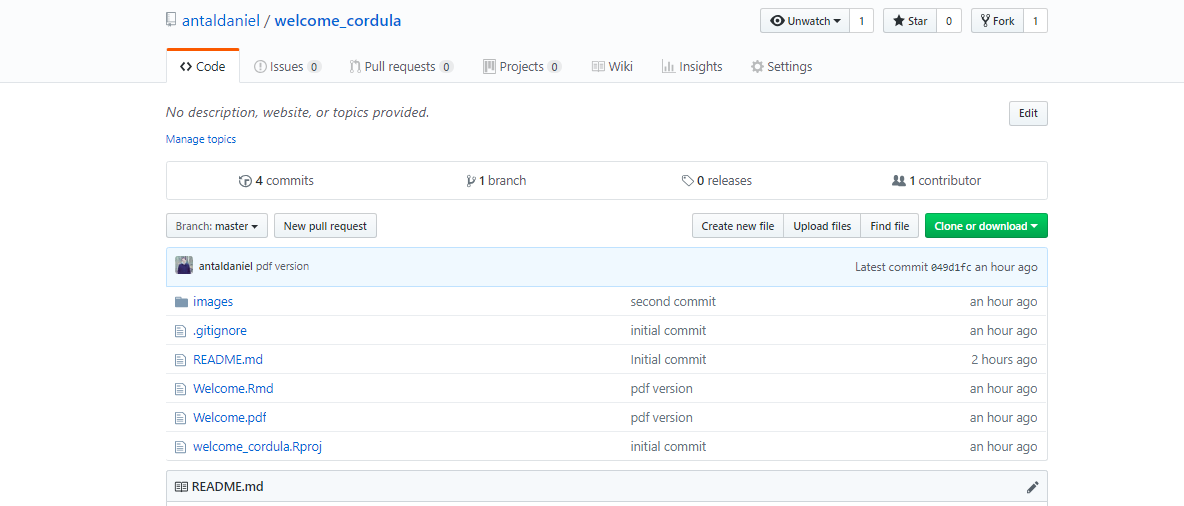 antaldaniel / welcome_cordula Unwatch 1 Star 0 Fork 1
Code Issues 0 Pull requests 0 Projects 0 Wiki Insights Settings
No description, website, or topics provided. Edit
Manage topics
4 commits 1 branch 0 releases 1 contributor
Branch: master New pull request Create new file Upload files Find file Clone or download
antaldaniel pdf version Latest commit 049d1fc an hour ago
images second commit an hour ago
.gitignore initial commit an hour ago
README.md Initial commit 2 hours ago
Welcome.Rmd pdf version an hour ago
Welcome.pdf pdf version an hour ago
welcome_cordula.Rproj initial commit an hour ago
README.md